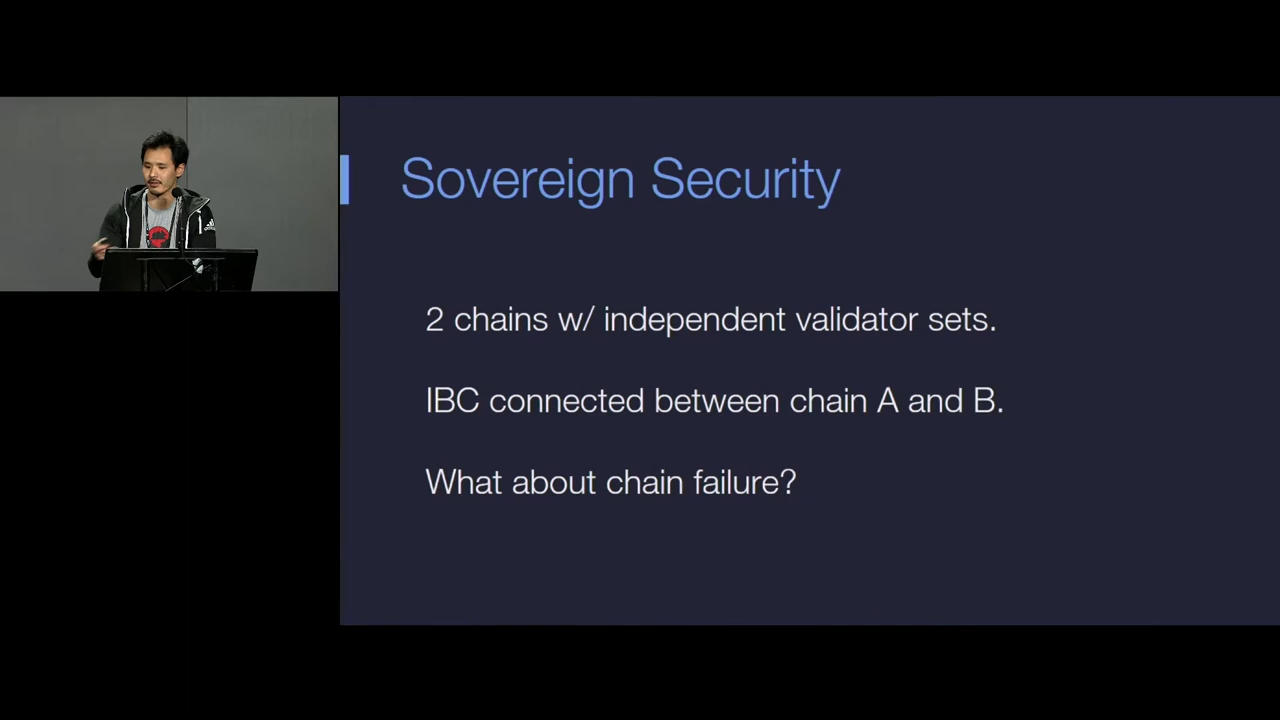 Sovereign Security
2 chains w/ independent validator sets.
IBC connected between chain A and B.
What about chain failure?